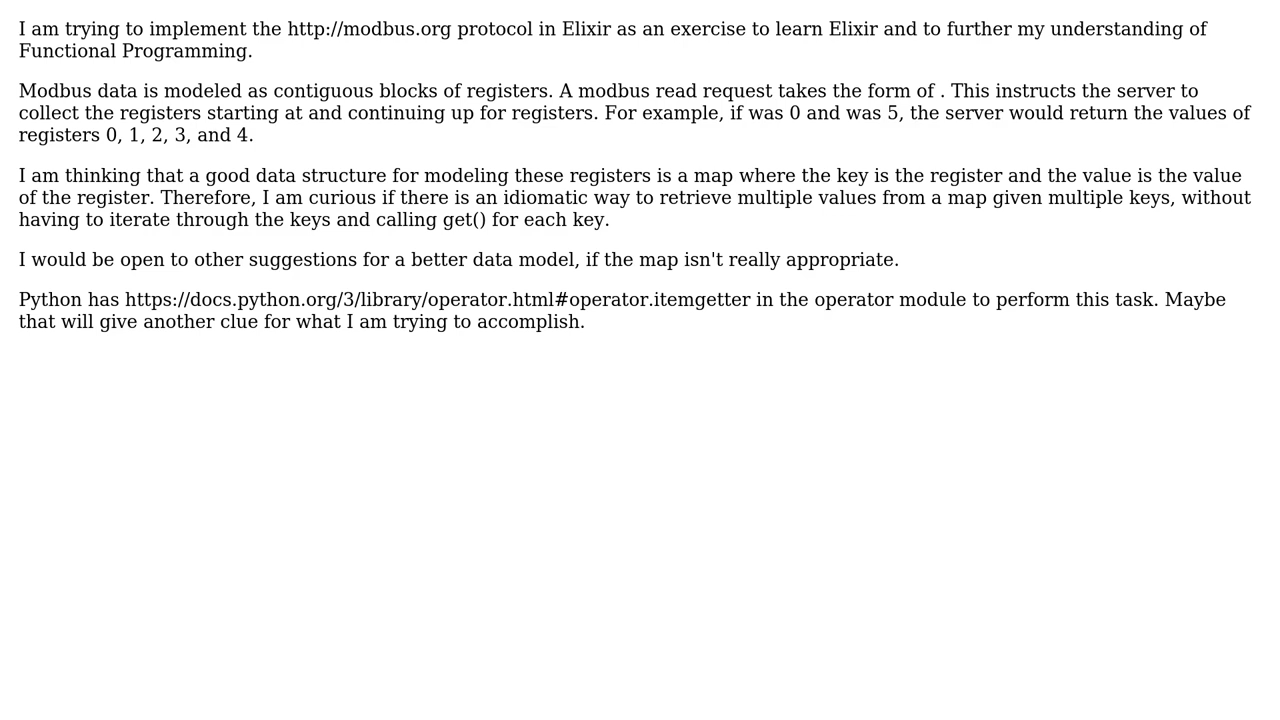 I am trying to implement the http://modbus.org protocol in Elixir as an exercise to learn Elixir and to further my understanding of
Functional Programming.
Modbus data is modeled as contiguous blocks of registers. A modbus read request takes the form of . This instructs the server to
collect the registers starting at and continuing up for registers. For example, if was 0 and was 5, the server would return the values of
registers 0, 1, 2, 3, and 4.
I am thinking that a good data structure for modeling these registers is a map where the key is the register and the value is the value
of the register. Therefore, I am curious if there is an idiomatic way to retrieve multiple values from a map given multiple keys, without
having to iterate through the keys and calling get() for each key.
I would be open to other suggestions for a better data model, if the map isn't really appropriate.
Python has https://docs.python.org/3/library/operator.html#operator.itemgetter in the operator module to perform this task. Maybe
that will give another clue for what I am trying to accomplish.